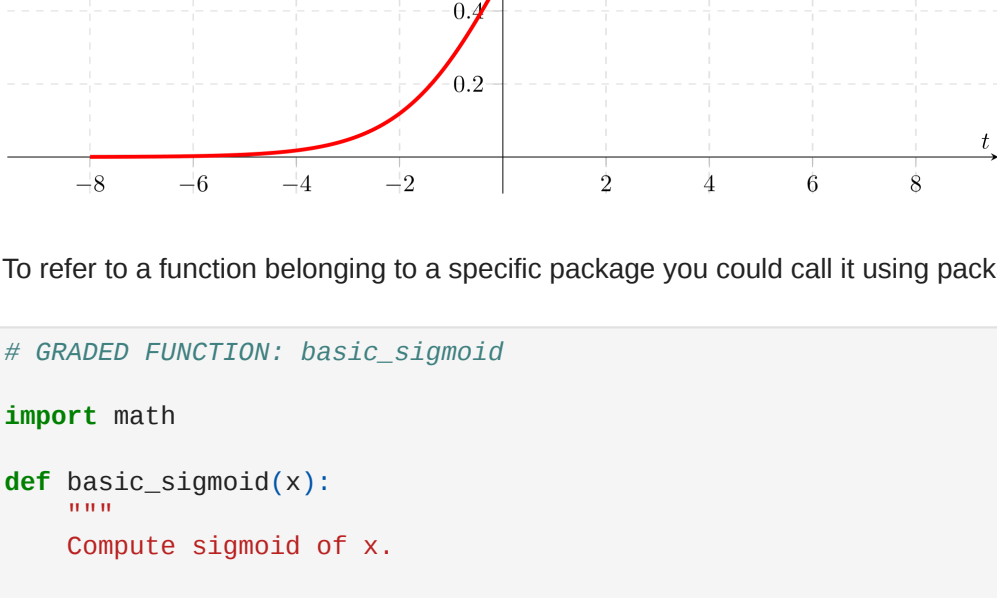 0.4
0.2
t
−8 −6 −4 −2 2 4 6 8
To refer to a function belonging to a specific package you could call it using pack
# GRADED FUNCTION: basic_sigmoid
import math
def basic_sigmoid(x):
"""
Compute sigmoid of x.